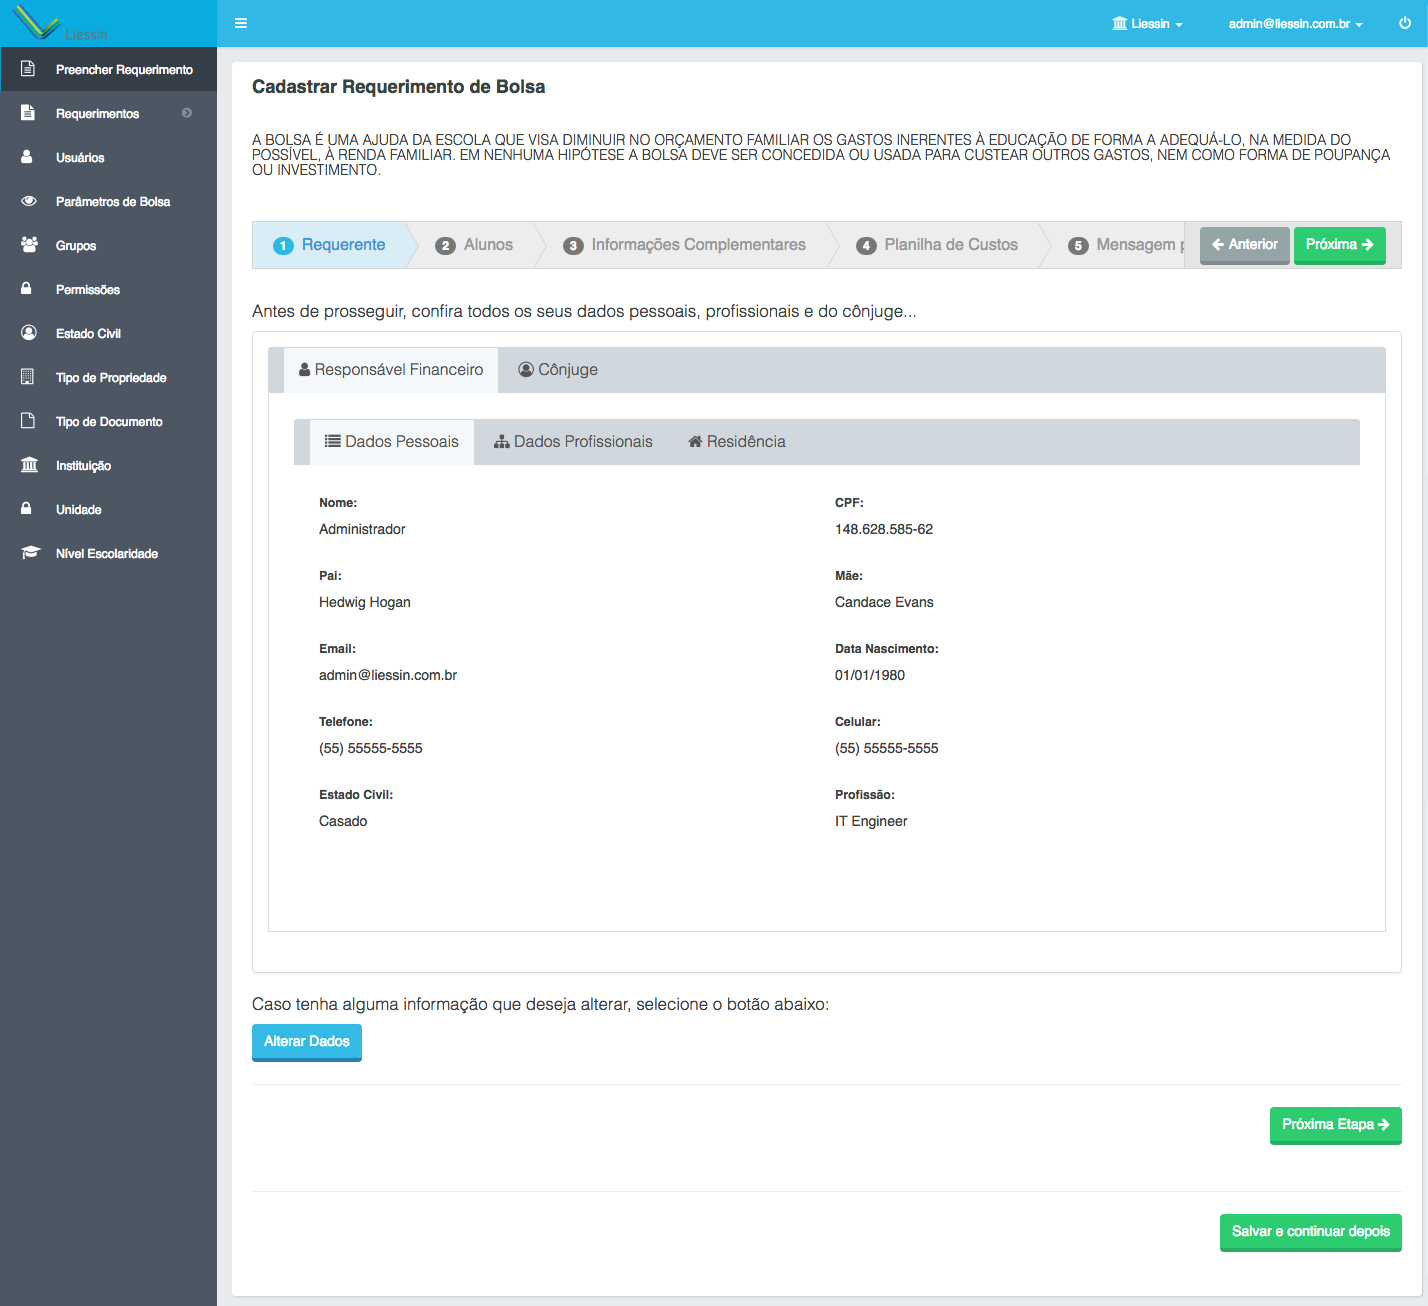 Liessin
Liessin
admin@liessin.com.br
Preencher Requerimento
Requerimentos
Usuários
Parâmetros de Bolsa
Grupos
Permissões
Estado Civil
Tipo de Propriedade
Tipo de Documento
Instituição
Unidade
Nível Escolaridade
Cadastrar Requerimento de Bolsa
A BOLSA É UMA AJUDA DA ESCOLA QUE VISA DIMINUIR NO ORÇAMENTO FAMILIAR OS GASTOS INERENTES À EDUCAÇÃO DE FORMA A ADEQUÁ-LO, NA MEDIDA DO
POSSÍVEL, À RENDA FAMILIAR. EM NENHUMA HIPÓTESE A BOLSA DEVE SER CONCEDIDA OU USADA PARA CUSTEAR OUTROS GASTOS, NEM COMO FORMA DE POUPANÇA
OU INVESTIMENTO.
1 Requerente 2 Alunos 3 Informações Complementares 4 Planilha de Custos 5 Mensagem p Anterior Próxima
Antes de prosseguir, confira todos os seus dados pessoais, profissionais e do cônjuge...
Responsável Financeiro Cônjuge
Dados Pessoais Dados Profissionais Residência
Nome: CPF:
Administrador 148.628.585-62
Pai: Mãe:
Hedwig Hogan Candace Evans
Email: Data Nascimento:
admin@liessin.com.br 01/01/1980
Telefone: Celular:
(55) 55555-5555 (55) 55555-5555
Estado Civil: Profissão:
Casado IT Engineer
Caso tenha alguma informação que deseja alterar, selecione o botão abaixo:
Alterar Dados
Próxima Etapa
Salvar e continuar depois